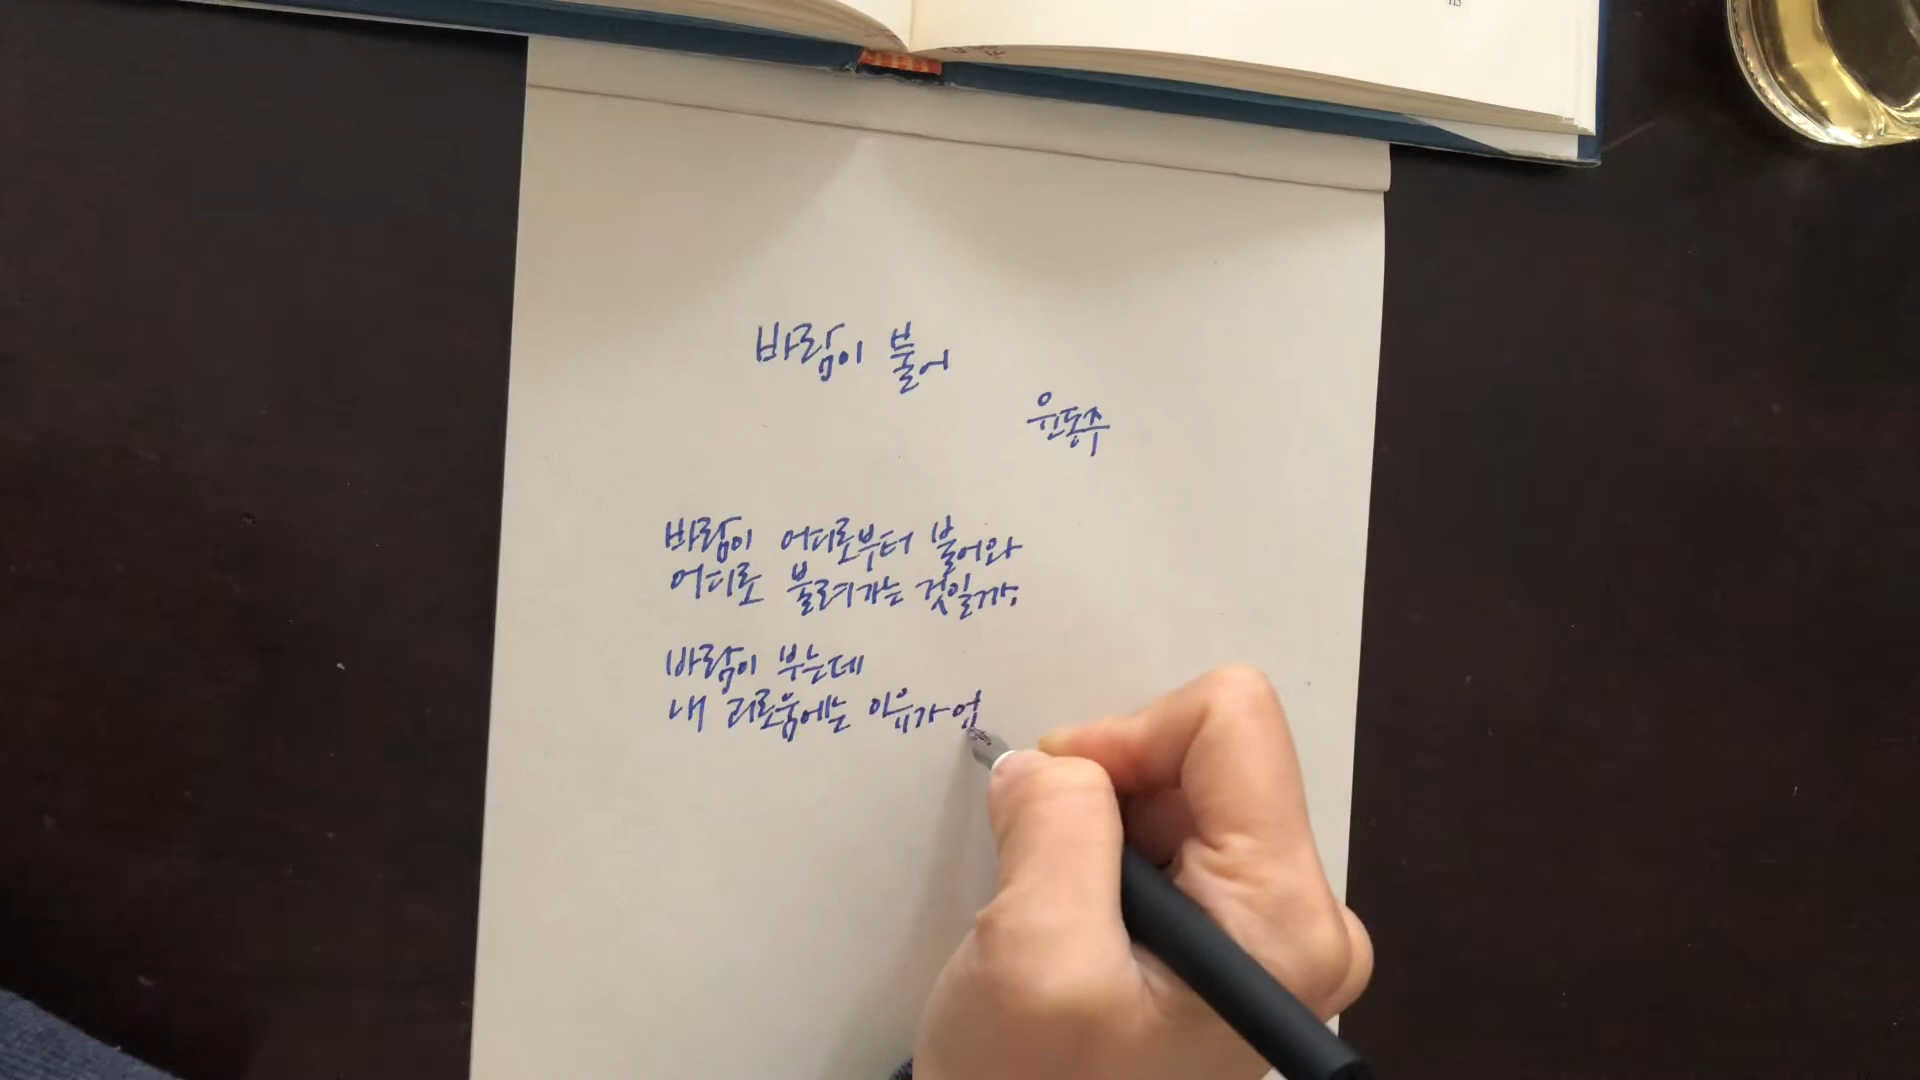 115
바람이 불어
윤동주
바람이 어디로부터 불어와
어디로 불려가는 것일까,
바람이 부는데
내 괴로움에는 이유가